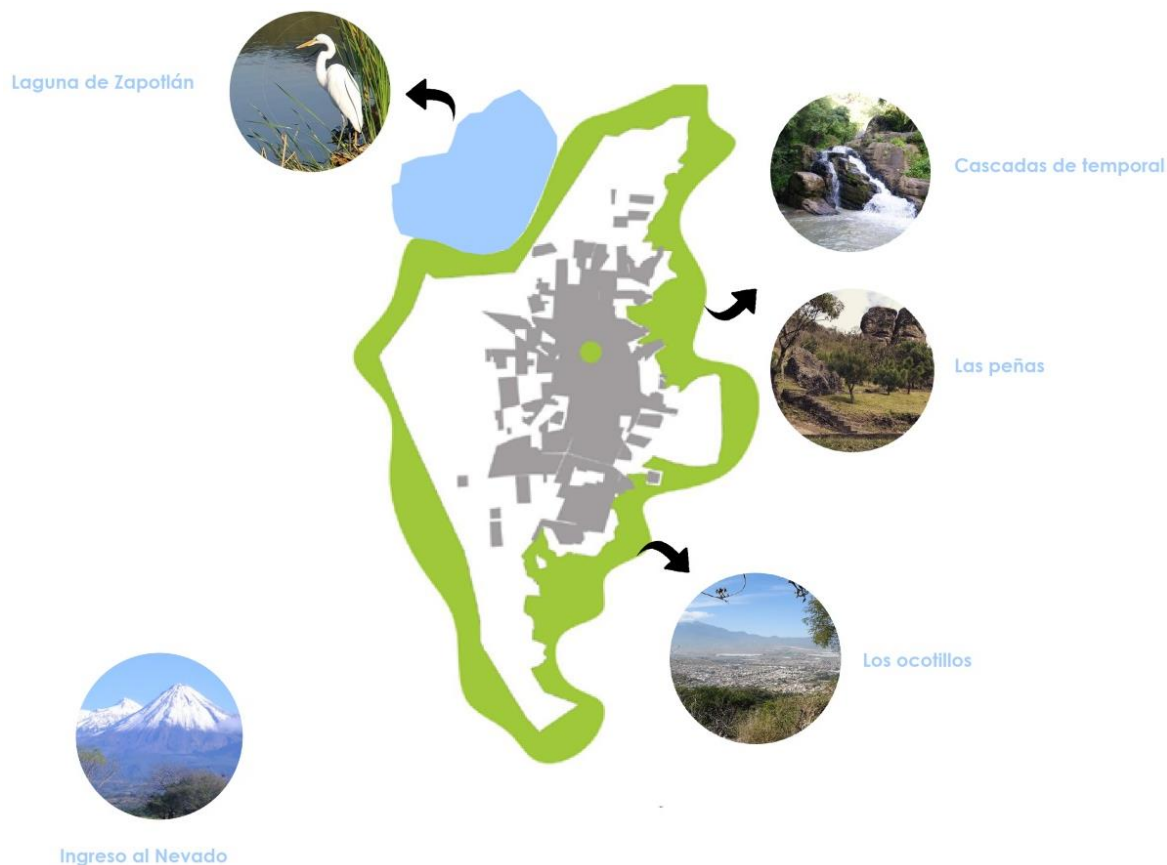 Laguna de Zapotlán
Cascadas de temporal
Las peñas
Los ocotillos
Ingreso al Nevado